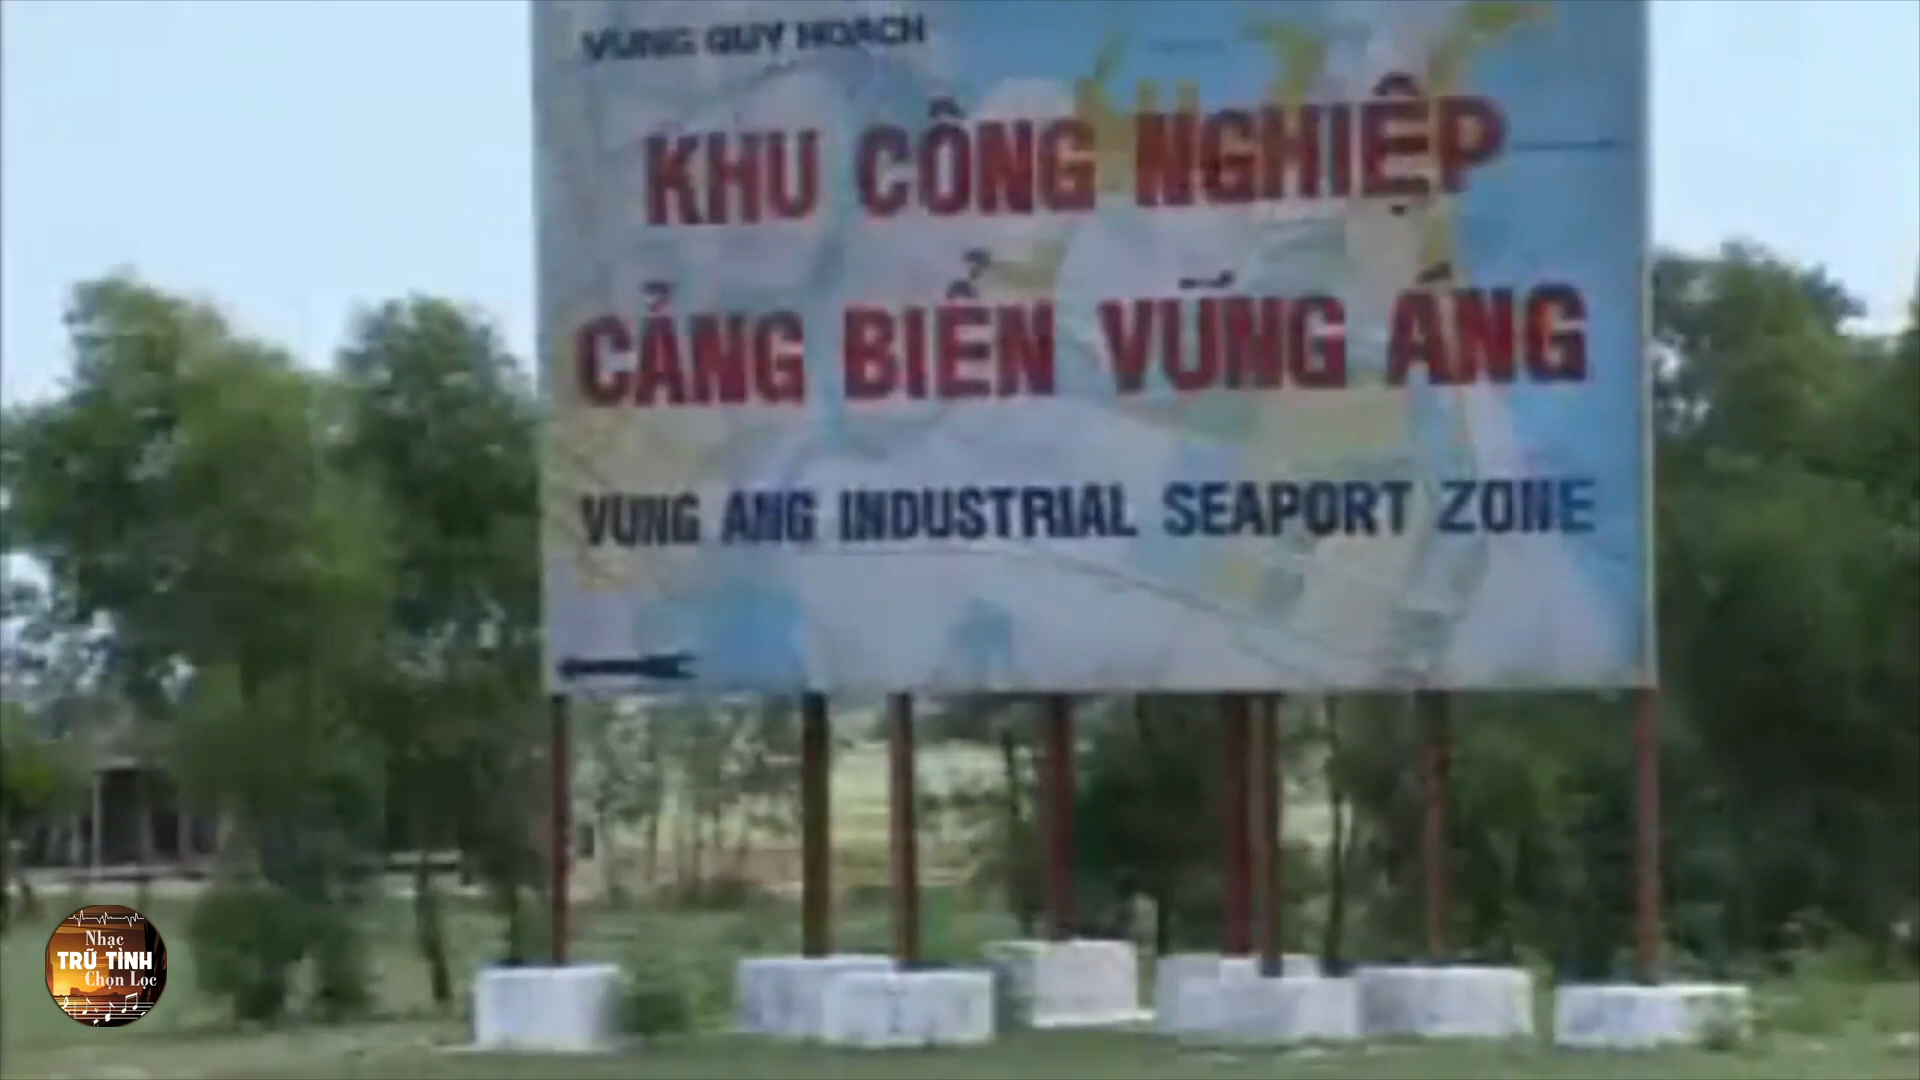 VÙNG QUY HOẠCH
KHU CÔNG NGHIỆP
CẢNG BIỂN VŨNG ÁNG
VUNG ANG INDUSTRIAL SEAPORT ZONE
Nhạc
TRỮ TÌNH
Chọn Lọc